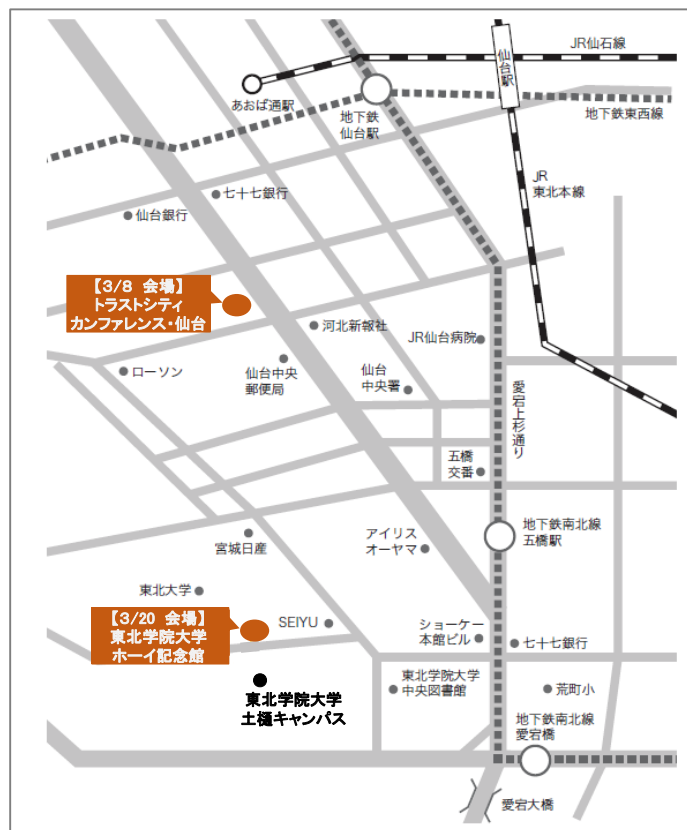 JR仙石線
仙台駅
あおば通駅
地下鉄
仙台駅
地下鉄東西線
JR
東北本線
七十七銀行
仙台銀行
【3/8 会場】
トラストシティ
カンファレンス・仙台
河北新報社
JR仙台病院
ローソン
仙台中央
郵便局
仙台
中央署
愛宕上杉通り
五橋
交番
地下鉄南北線
五橋駅
宮城日産
アイリス
オーヤマ
東北大学
【3/20 会場】
東北学院大学
ホーイ記念館
SEIYU
ショーケー
本館ビル
七十七銀行
東北学院大学
中央図書館
荒町小
東北学院大学
土樋キャンパス
地下鉄南北線
愛宕橋
愛宕大橋